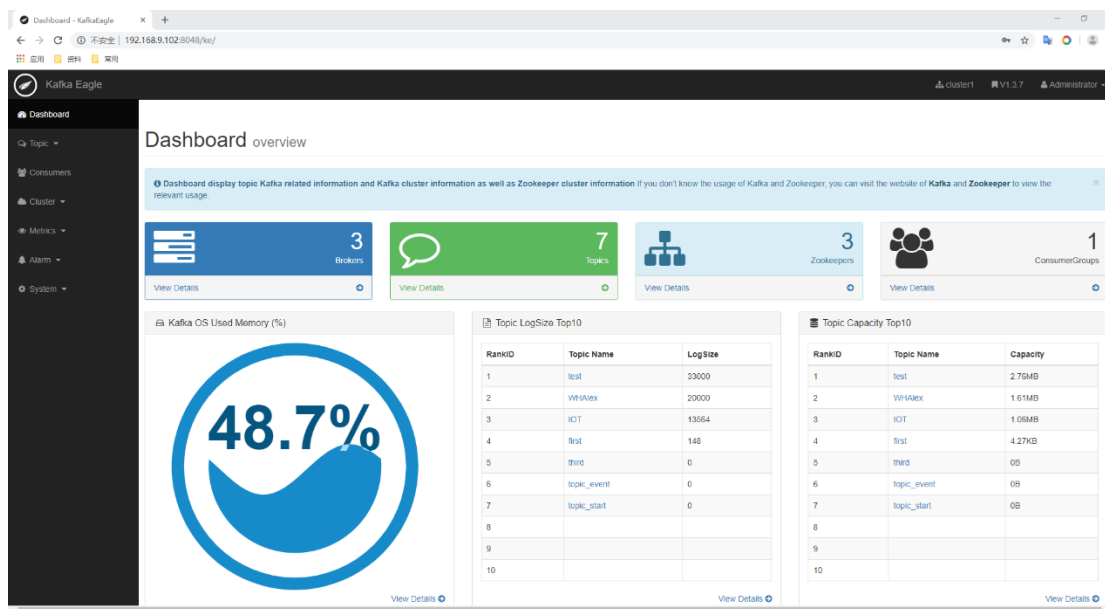 Dashboard - KafkaEagle
不安全 | 192.168.9.102:8048/ke/
应用 资料 常用
Kafka Eagle cluster1 V1.3.7 Administrator
Dashboard
Topic
Consumers
Cluster
Metrics
Alarm
System
Dashboard overview
Dashboard display topic Kafka related information and Kafka cluster information as well as Zookeeper cluster information If you don't know the usage of Kafka and Zookeeper, you can visit the website of Kafka and Zookeeper to view the
relevant usage.
3
Brokers
View Details
7
Topics
View Details
3
Zookeepers
View Details
1
ConsumerGroups
View Details
Kafka OS Used Memory (%)
48.7%
View Details
Topic LogSize Top10
RankID Topic Name LogSize
1 test 33000
2 WHAlex 20000
3 IOT 13564
4 first 148
5 third 0
6 topic_event 0
7 topic_start 0
8
9
10
View Details
Topic Capacity Top10
RankID Topic Name Capacity
1 test 2.76MB
2 WHAlex 1.61MB
3 IOT 1.06MB
4 first 4.27KB
5 third 0B
6 topic_event 0B
7 topic_start 0B
8
9
10
View Details